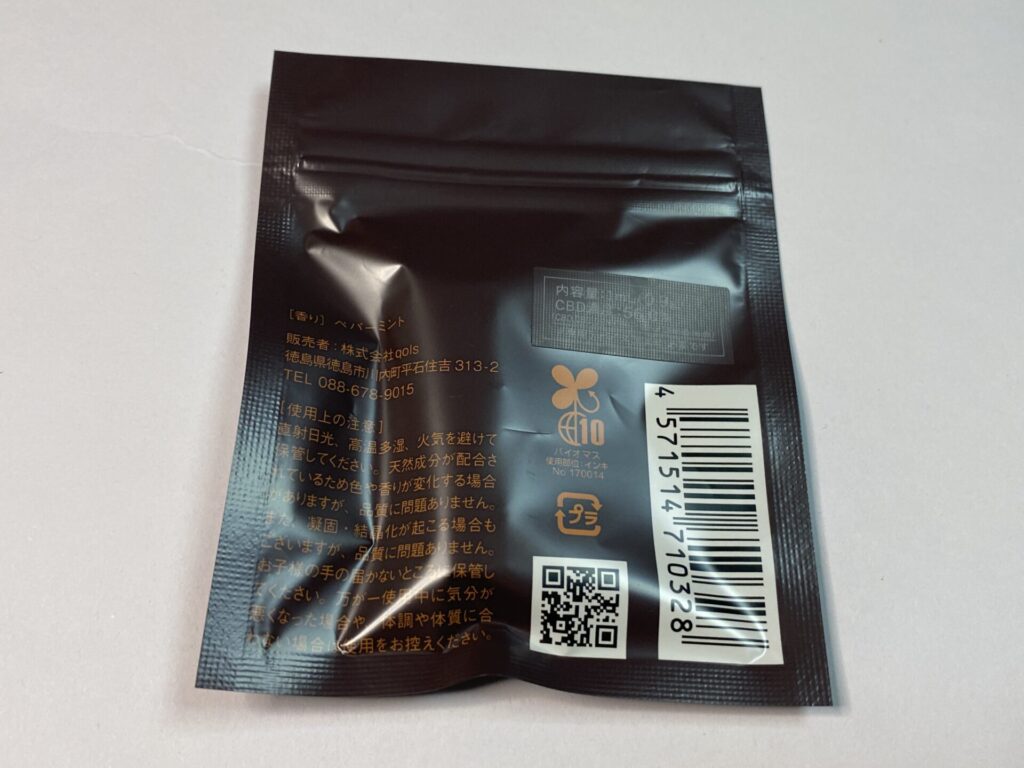 [香り] ペパーミント
販売者:株式会社qols
徳島県徳島市川内町平石住吉 313-2
TEL 088-678-9015
[使用上の注意]
直射日光、高温多湿、火気を避けて
保管してください。天然成分が配合さ
れているため色や香りが変化する場合
がありますが、品質に問題ありません。
また、凝固・結晶化が起こる場合も
ございますが、品質に問題ありません。
お子様の手の届かないところに保管し
てください。万が一使用中に気分が
悪くなった場合や、体調や体質に合
わない場合は使用をお控えください。
内容量:1mL
CBD
10
バイオマス
使用部位:インキ
No 170014
プラ
4 571514 710328